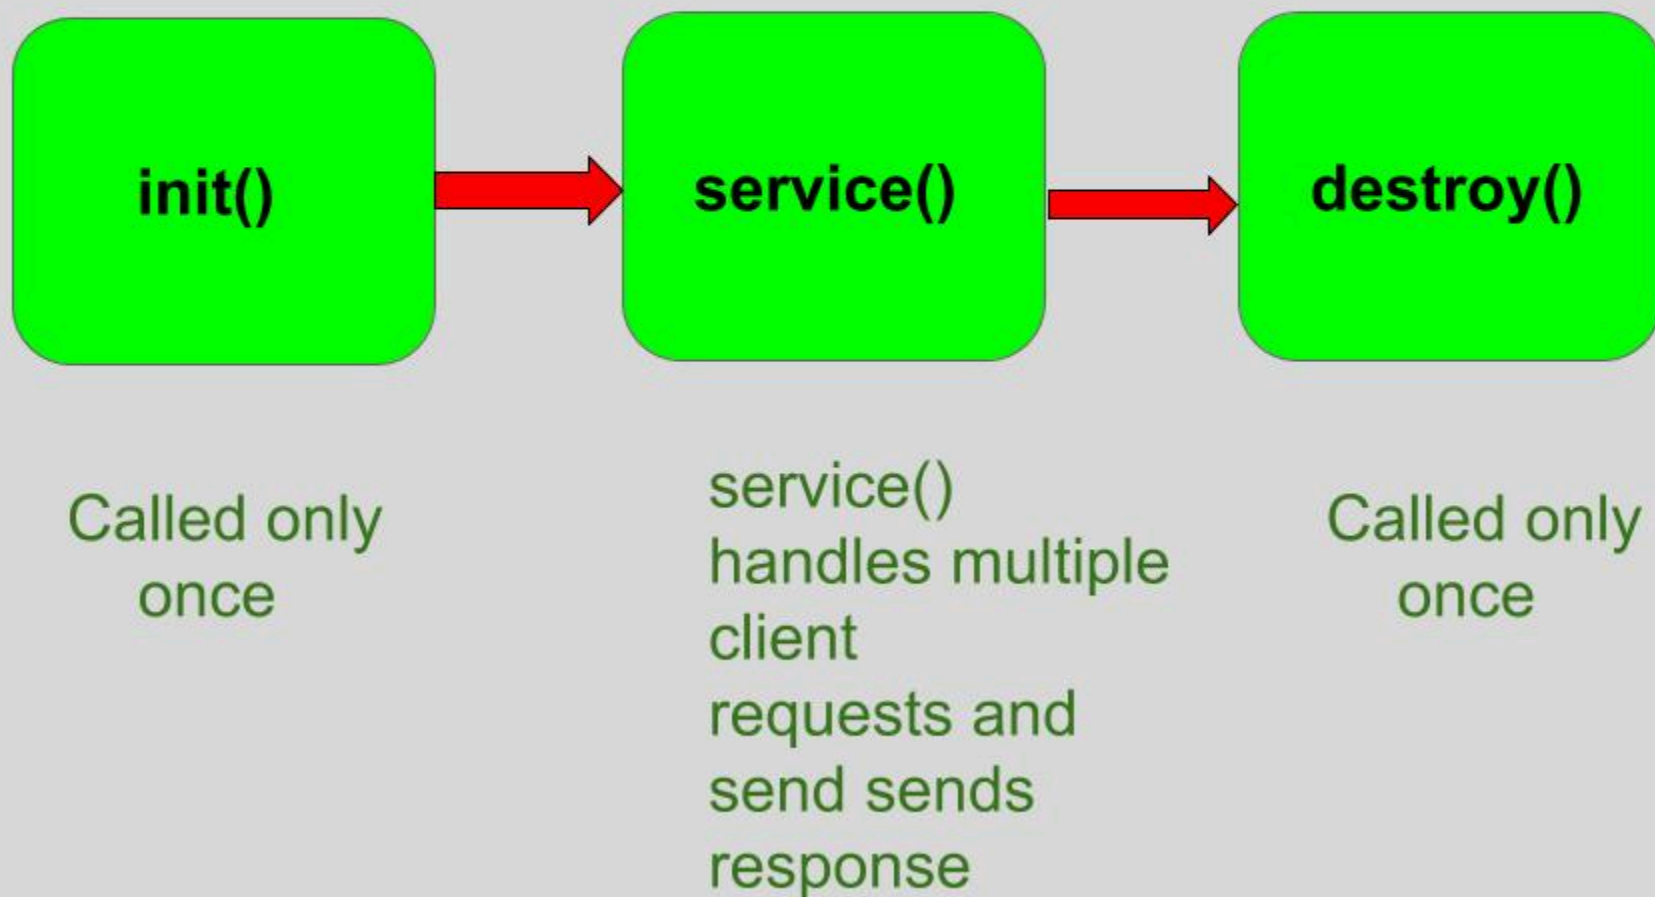 init()
service()
destroy()
Called only
once
service()
handles multiple
client
requests and
send sends
response
Called only
once